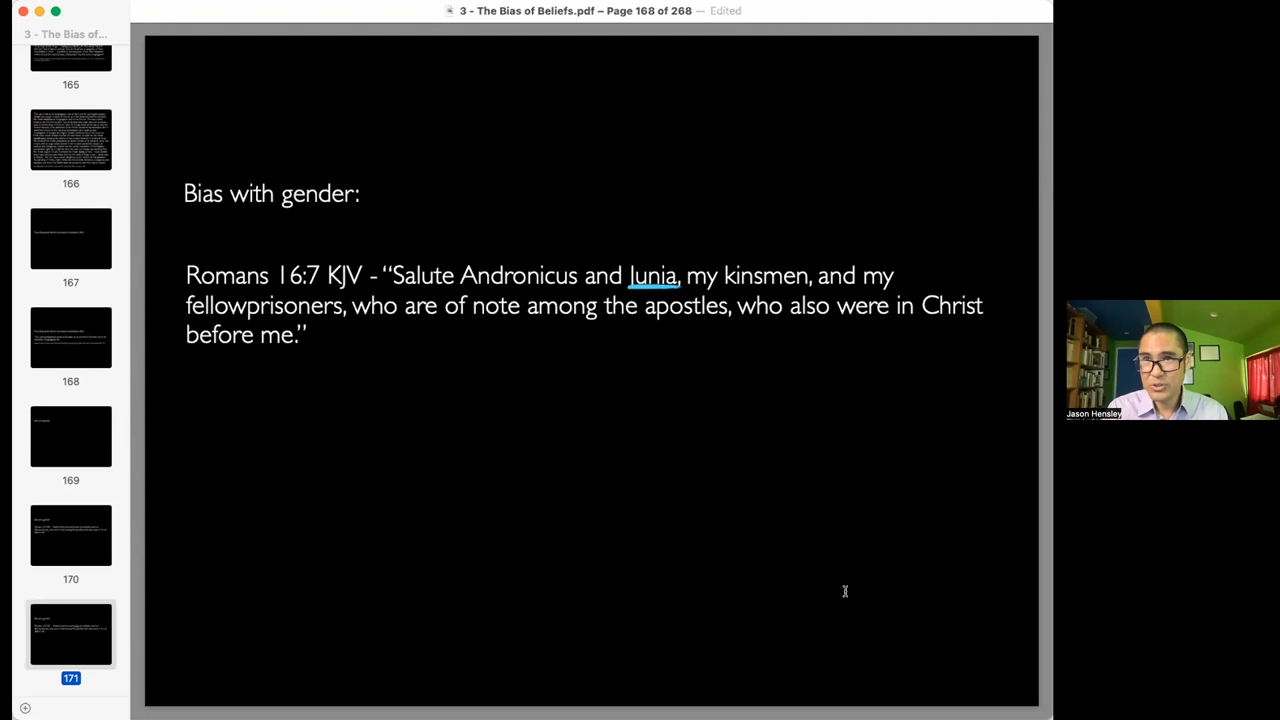 3 - The Bias of Beliefs.pdf – Page 168 of 268 — Edited
3 - The Bias of...
165
166
167
168
169
170
171
Bias with gender:
Romans 16:7 KJV - “Salute Andronicus and Junia, my kinsmen, and my
fellowprisoners, who are of note among the apostles, who also were in Christ
before me.”
Jason Hensley